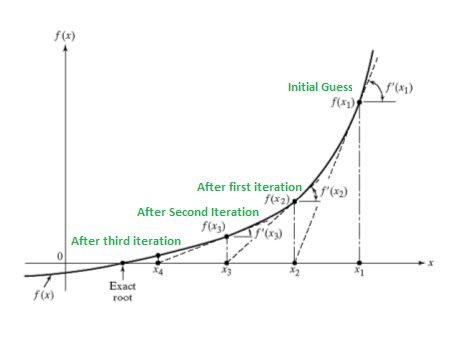 f(x)
Initial Guess
f'(x₁)
f(x₁)
After first iteration
f'(x₂)
f(x₂)
After Second Iteration
f(x₃)
f'(x₃)
After third iteration
0
x₄
x₃
x₂
x₁
x
f(x)
Exact
root